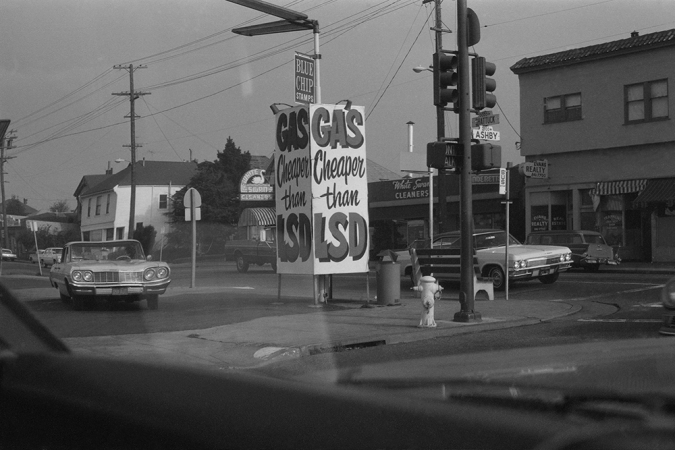 BLUE
CHIP
STAMPS
GAS
Cheaper
than
LSD
GAS
Cheaper
than
LSD
ASHBY
White Swan
CLEANERS
REALTY